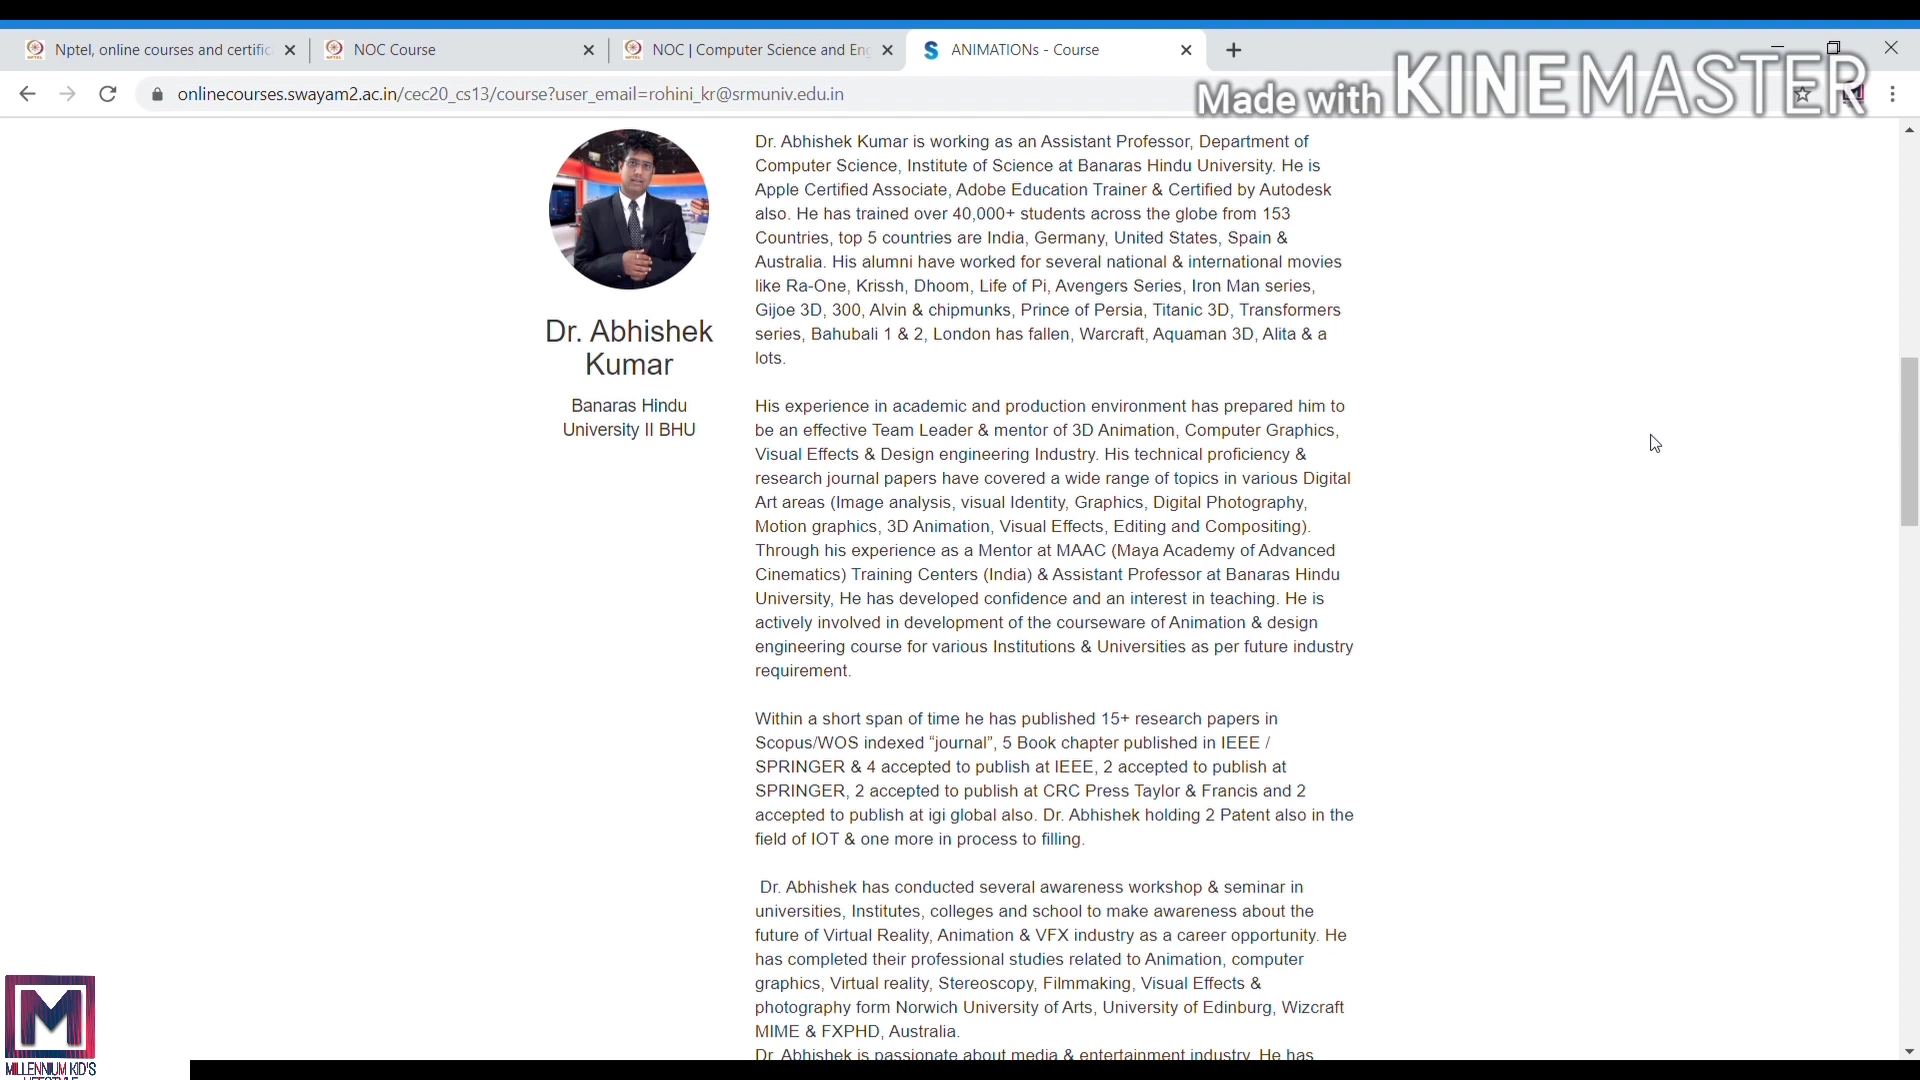 Nptel, online courses and certific
NOC Course
NOC | Computer Science and Eng
ANIMATIONs - Course
onlinecourses.swayam2.ac.in/cec20_cs13/course?user_email=rohini_kr@srmuniv.edu.in
Made with KINEMASTER
Dr. Abhishek
Kumar
Banaras Hindu
University II BHU
Dr. Abhishek Kumar is working as an Assistant Professor, Department of
Computer Science, Institute of Science at Banaras Hindu University. He is
Apple Certified Associate, Adobe Education Trainer & Certified by Autodesk
also. He has trained over 40,000+ students across the globe from 153
Countries, top 5 countries are India, Germany, United States, Spain &
Australia. His alumni have worked for several national & international movies
like Ra-One, Krissh, Dhoom, Life of Pi, Avengers Series, Iron Man series,
Gijoe 3D, 300, Alvin & chipmunks, Prince of Persia, Titanic 3D, Transformers
series, Bahubali 1 & 2, London has fallen, Warcraft, Aquaman 3D, Alita & a
lots.
His experience in academic and production environment has prepared him to
be an effective Team Leader & mentor of 3D Animation, Computer Graphics,
Visual Effects & Design engineering Industry. His technical proficiency &
research journal papers have covered a wide range of topics in various Digital
Art areas (Image analysis, visual Identity, Graphics, Digital Photography,
Motion graphics, 3D Animation, Visual Effects, Editing and Compositing).
Through his experience as a Mentor at MAAC (Maya Academy of Advanced
Cinematics) Training Centers (India) & Assistant Professor at Banaras Hindu
University, He has developed confidence and an interest in teaching. He is
actively involved in development of the courseware of Animation & design
engineering course for various Institutions & Universities as per future industry
requirement.
Within a short span of time he has published 15+ research papers in
Scopus/WOS indexed “journal”, 5 Book chapter published in IEEE /
SPRINGER & 4 accepted to publish at IEEE, 2 accepted to publish at
SPRINGER, 2 accepted to publish at CRC Press Taylor & Francis and 2
accepted to publish at igi global also. Dr. Abhishek holding 2 Patent also in the
field of IOT & one more in process to filling.
Dr. Abhishek has conducted several awareness workshop & seminar in
universities, Institutes, colleges and school to make awareness about the
future of Virtual Reality, Animation & VFX industry as a career opportunity. He
has completed their professional studies related to Animation, computer
graphics, Virtual reality, Stereoscopy, Filmmaking, Visual Effects &
photography form Norwich University of Arts, University of Edinburg, Wizcraft
MIME & FXPHD, Australia.
Dr. Abhishek is passionate about media & entertainment industry. He has
M
MILLENNIUM KID'S
LIFESTYLE